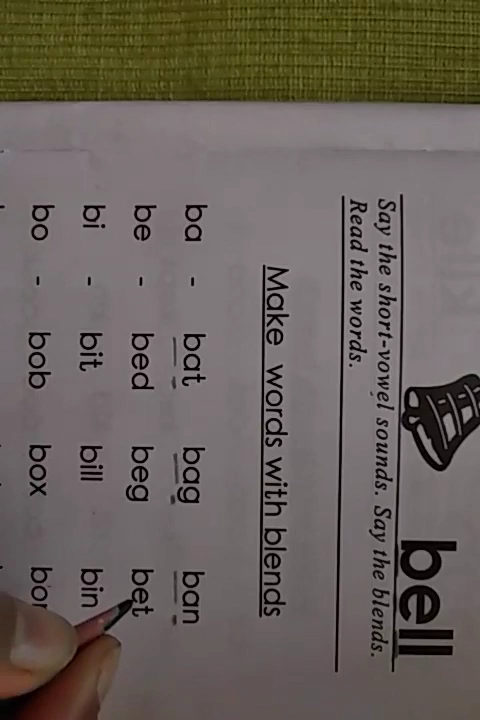 bell
Say the short-vowel sounds. Say the blends.
Read the words.
Make words with blends
ba - bat bag ban
be - bed beg bet
bi - bit bill bin
bo - bob box